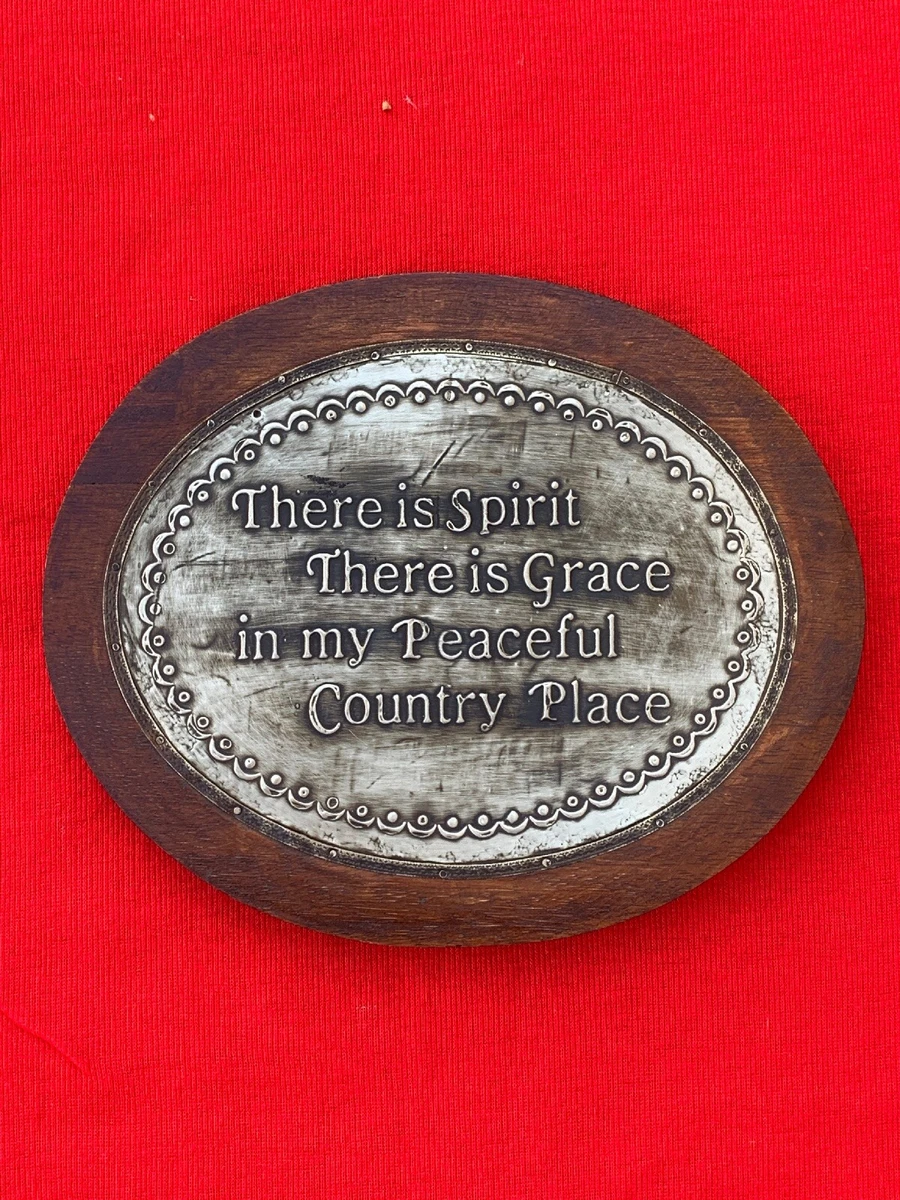 There is Spirit
There is Grace
in my Peaceful
Country Place